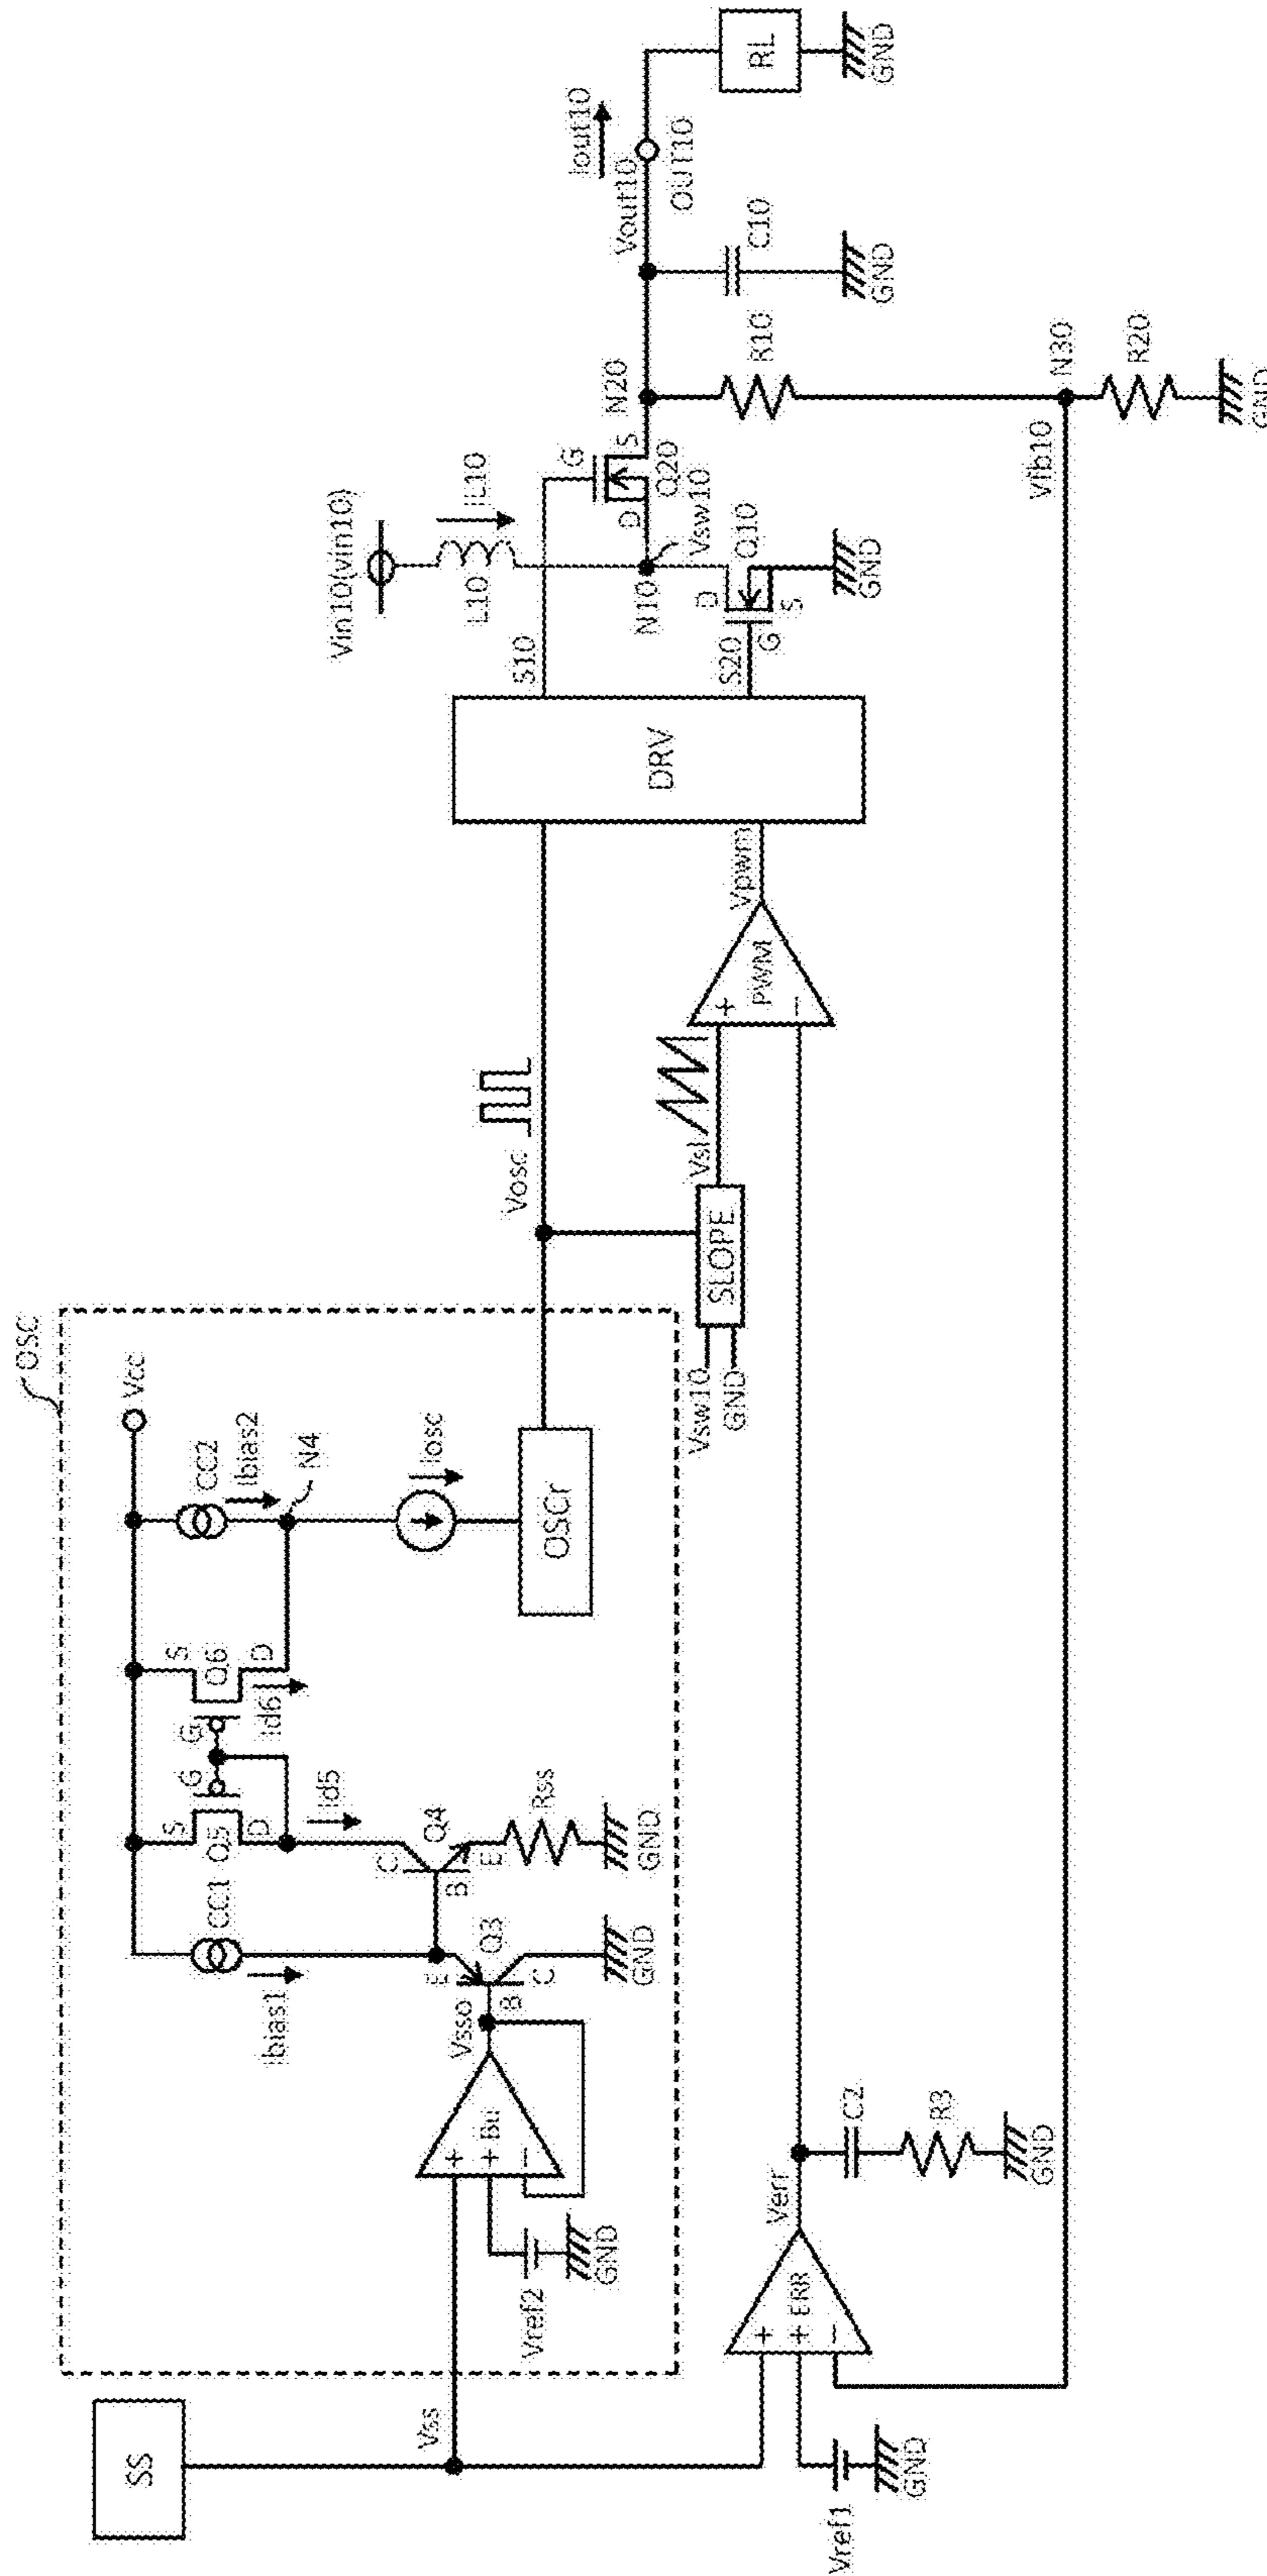 OSC
Vcc
CC1
CC2
Ibias1
Ibias2
S
Q5
D
G
G
S
Q6
D
Id5
Id6
N4
Iosc
OSCr
Vsso
B
E
Q3
C
GND
C
B
Q4
E
Rss
GND
+
+
−
Bu
Vref2
GND
SS
Vss
Vref1
GND
+
+
−
ERR
Verr
C2
R3
GND
Vosc
Vsw10
GND
SLOPE
Vsl
+
−
PWM
Vpwm
DRV
S10
S20
Vin10(vin10)
L10
IL10
N10
Vsw10
D
G
S
Q10
GND
D
G
S
Q20
N20
R10
Vfb10
N30
R20
GND
Vout10
C10
GND
Iout10
OUT10
RL
GND